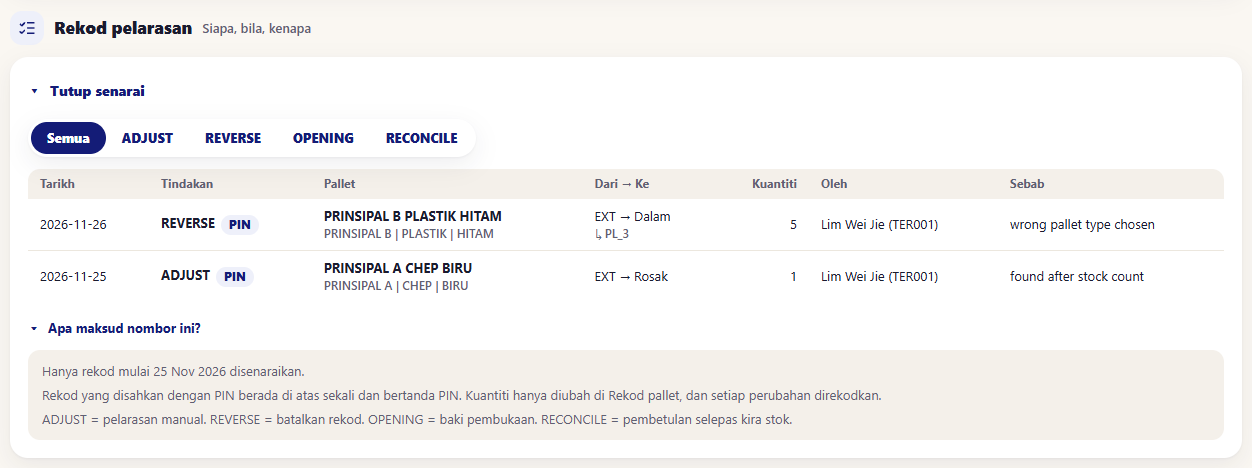 Rekod pelarasan Siapa, bila, kenapa
Tutup senarai
Semua ADJUST REVERSE OPENING RECONCILE
Tarikh Tindakan Pallet Dari → Ke Kuantiti Oleh Sebab
2026-11-26 REVERSE PIN PRINSIPAL B PLASTIK HITAM EXT → Dalam 5 Lim Wei Jie (TER001) wrong pallet type chosen
PRINSIPAL B | PLASTIK | HITAM ↳ PL_3
2026-11-25 ADJUST PIN PRINSIPAL A CHEP BIRU EXT → Rosak 1 Lim Wei Jie (TER001) found after stock count
PRINSIPAL A | CHEP | BIRU
Apa maksud nombor ini?
Hanya rekod mulai 25 Nov 2026 disenaraikan.
Rekod yang disahkan dengan PIN berada di atas sekali dan bertanda PIN. Kuantiti hanya diubah di Rekod pallet, dan setiap perubahan direkodkan.
ADJUST = pelarasan manual. REVERSE = batalkan rekod. OPENING = baki pembukaan. RECONCILE = pembetulan selepas kira stok.